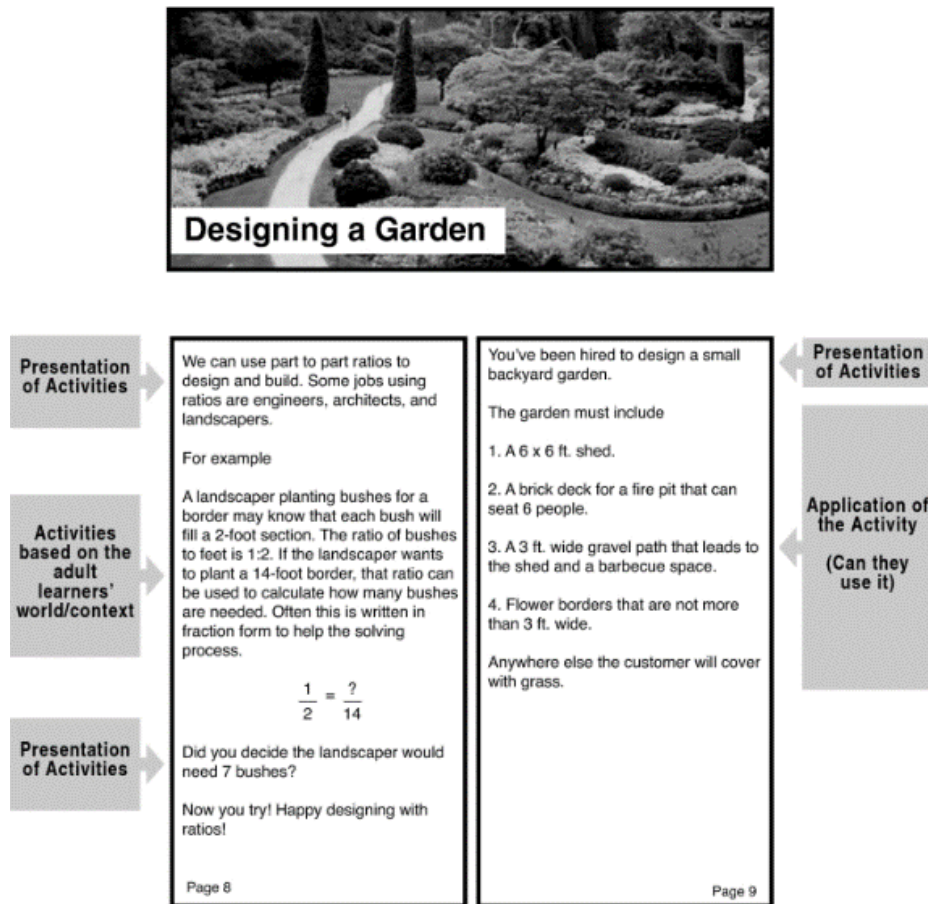 Designing a Garden
Presentation
of Activities
We can use part to part ratios to
design and build. Some jobs using
ratios are engineers, architects, and
landscapers.
For example
Activities
based on the
adult
learners'
world/context
A landscaper planting bushes for a
border may know that each bush will
fill a 2-foot section. The ratio of bushes
to feet is 1:2. If the landscaper wants
to plant a 14-foot border, that ratio can
be used to calculate how many bushes
are needed. Often this is written in
fraction form to help the solving
process.
1/2 = ?/14
Presentation
of Activities
Did you decide the landscaper would
need 7 bushes?
Now you try! Happy designing with
ratios!
Page 8
You've been hired to design a small
backyard garden.
Presentation
of Activities
The garden must include
1. A 6 x 6 ft. shed.
2. A brick deck for a fire pit that can
seat 6 people.
3. A 3 ft. wide gravel path that leads to
the shed and a barbecue space.
4. Flower borders that are not more
than 3 ft. wide.
Anywhere else the customer will cover
with grass.
Application of
the Activity
(Can they
use it)
Page 9